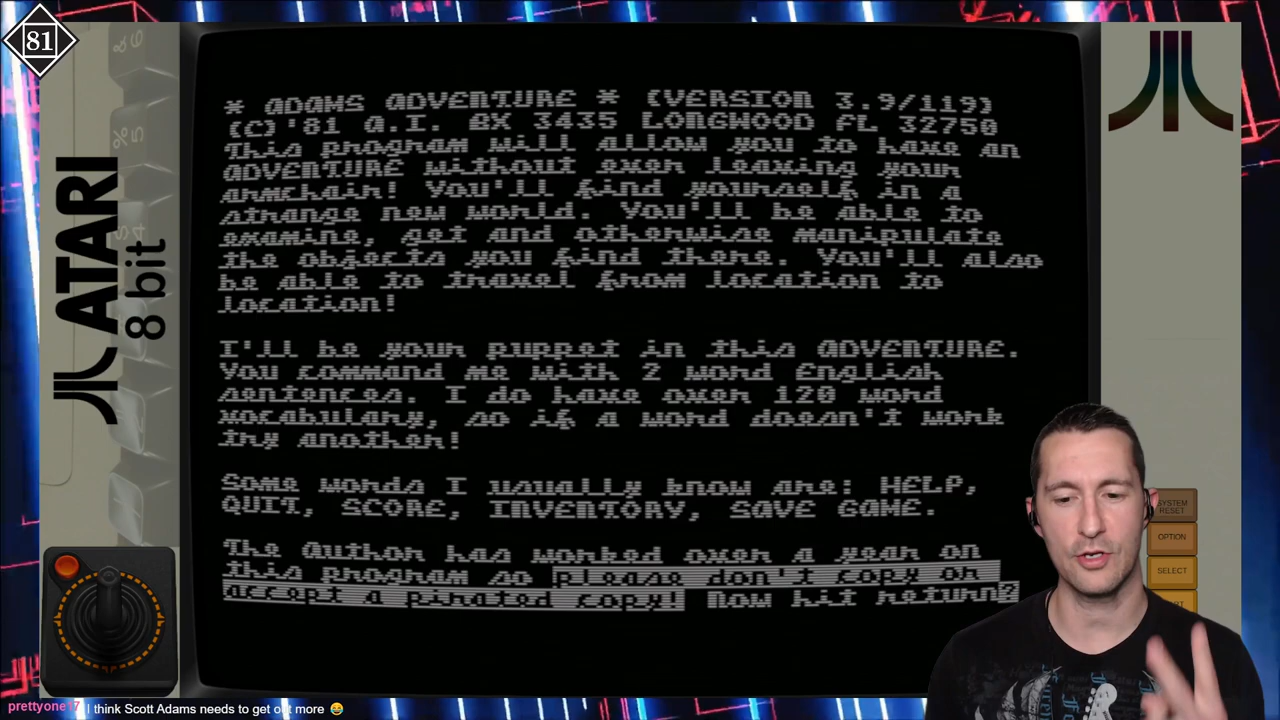 81
* ADAMS ADVENTURE * (VERSION 3.9/119)
(C)'81 A.I. BX 3435 LONGWOOD FL 32750
This program will allow you to have an
ADVENTURE without ever leaving your
armchair! You'll find yourself in a
strange new world. You'll be able to
examine, get and otherwise manipulate
the objects you find there. You'll also
be able to travel from location to
location!
I'll be your puppet in this ADVENTURE.
You command me with 2 word English
sentences. I do have over 120 word
vocabulary, so if a word doesn't work
try another!
Some words I usually know are: HELP,
QUIT, SCORE, INVENTORY, SAVE GAME.
The Author has worked over a year on
this program so please don't copy or
accept a pirated copy! Now hit return?
ATARI
8 bit
& 6
% 5
SYSTEM
RESET
OPTION
SELECT
prettyone17 I think Scott Adams needs to get out more 😂